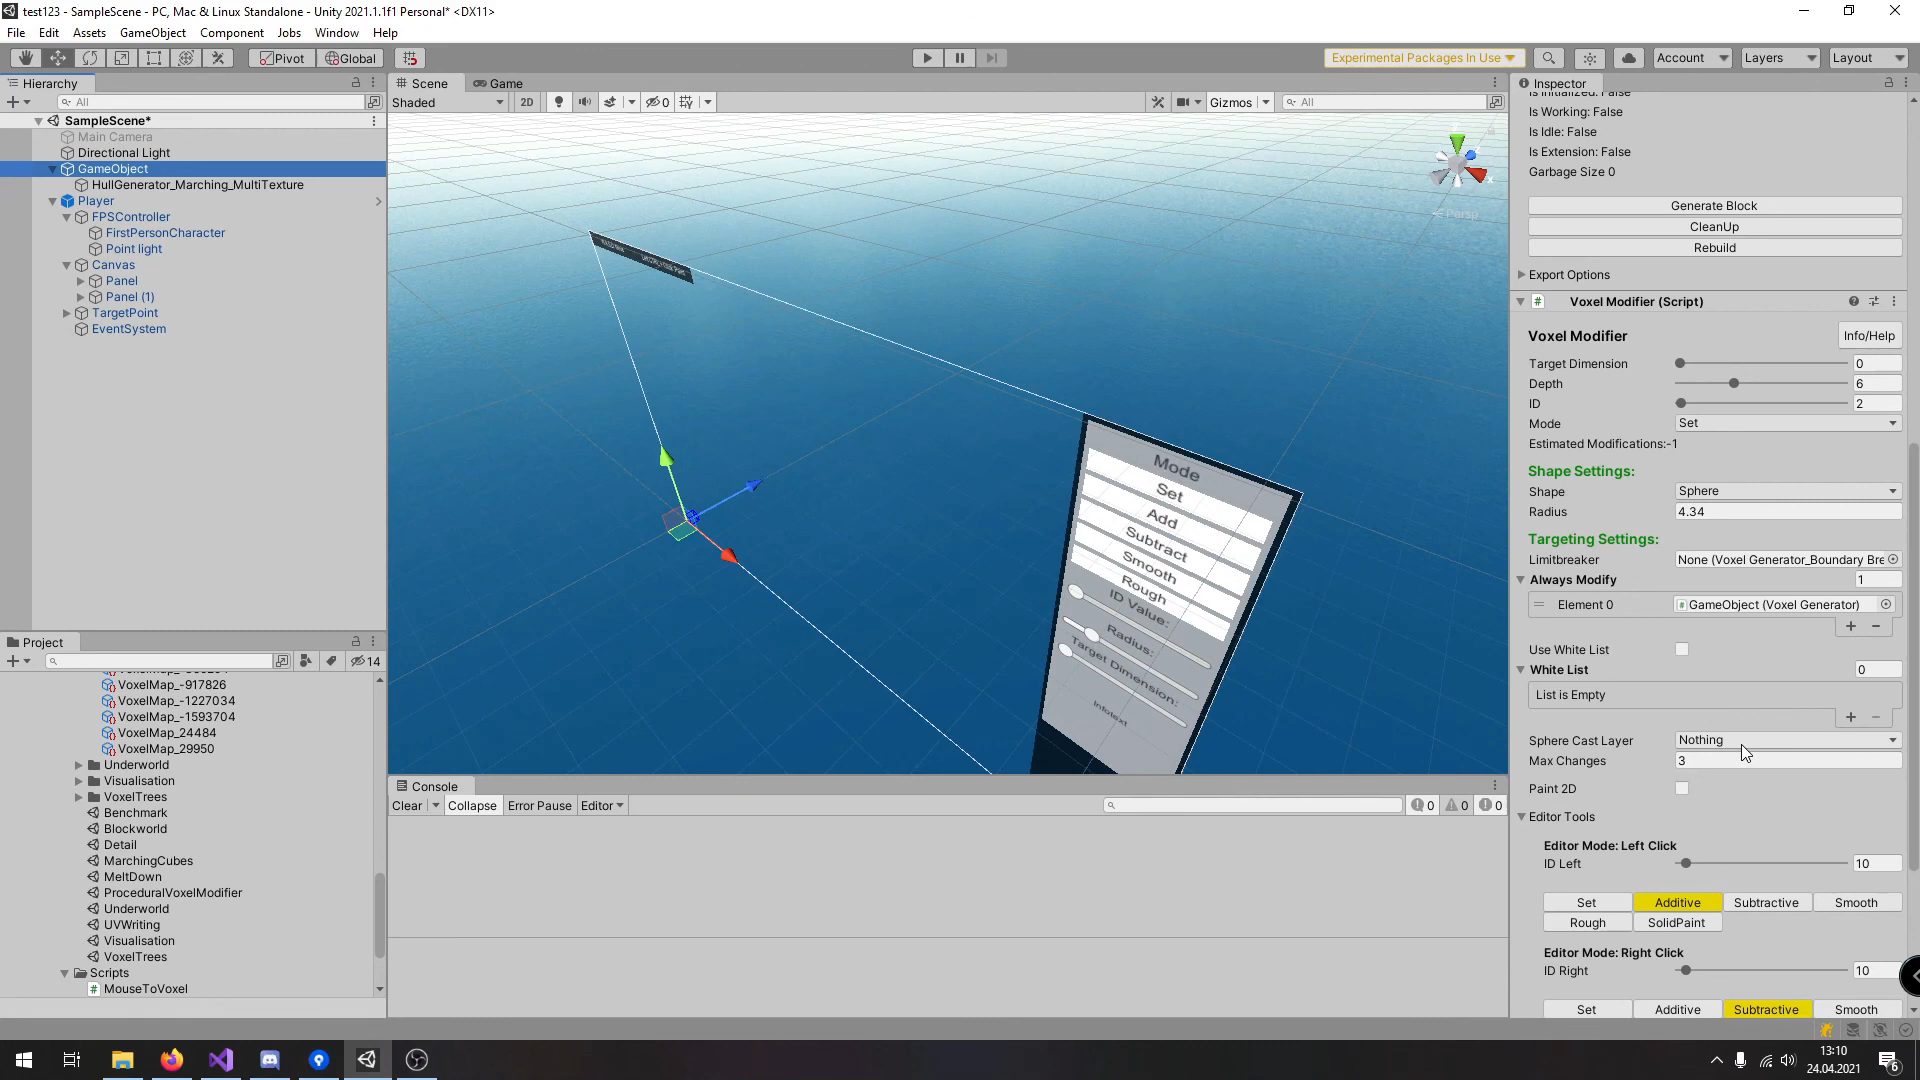 test123 - SampleScene - PC, Mac & Linux Standalone - Unity 2021.1.1f1 Personal* <DX11>
File Edit Assets GameObject Component Jobs Window Help
Pivot Global Experimental Packages In Use Account Layers Layout
Hierarchy
All
SampleScene*
Main Camera
Directional Light
GameObject
HullGenerator_Marching_MultiTexture
Player
FPSController
FirstPersonCharacter
Point light
Canvas
Panel
Panel (1)
TargetPoint
EventSystem
Project
14
VoxelMap_-917826
VoxelMap_-1227034
VoxelMap_-1593704
VoxelMap_24484
VoxelMap_29950
Underworld
Visualisation
VoxelTrees
Benchmark
Blockworld
Detail
MarchingCubes
MeltDown
ProceduralVoxelModifier
Underworld
UVWriting
Visualisation
VoxelTrees
Scripts
MouseToVoxel
Scene Game
Shaded 2D 0 Gizmos All
Persp
Mode
Set
Add
Subtract
Smooth
Rough
ID Value:
Radius:
Target Dimension:
Infotext
Console
Clear Collapse Error Pause Editor 0 0 0
Inspector
Is Initialized: False
Is Working: False
Is Idle: False
Is Extension: False
Garbage Size 0
Generate Block
CleanUp
Rebuild
Export Options
Voxel Modifier (Script)
Voxel Modifier Info/Help
Target Dimension 0
Depth 6
ID 2
Mode Set
Estimated Modifications:-1
Shape Settings:
Shape Sphere
Radius 4.34
Targeting Settings:
Limitbreaker None (Voxel Generator_Boundary Bre
Always Modify 1
Element 0 GameObject (Voxel Generator)
Use White List
White List 0
List is Empty
Sphere Cast Layer Nothing
Max Changes 3
Paint 2D
Editor Tools
Editor Mode: Left Click
ID Left 10
Set Additive Subtractive Smooth
Rough SolidPaint
Editor Mode: Right Click
ID Right 10
Set Additive Subtractive Smooth
13:10
24.04.2021
6